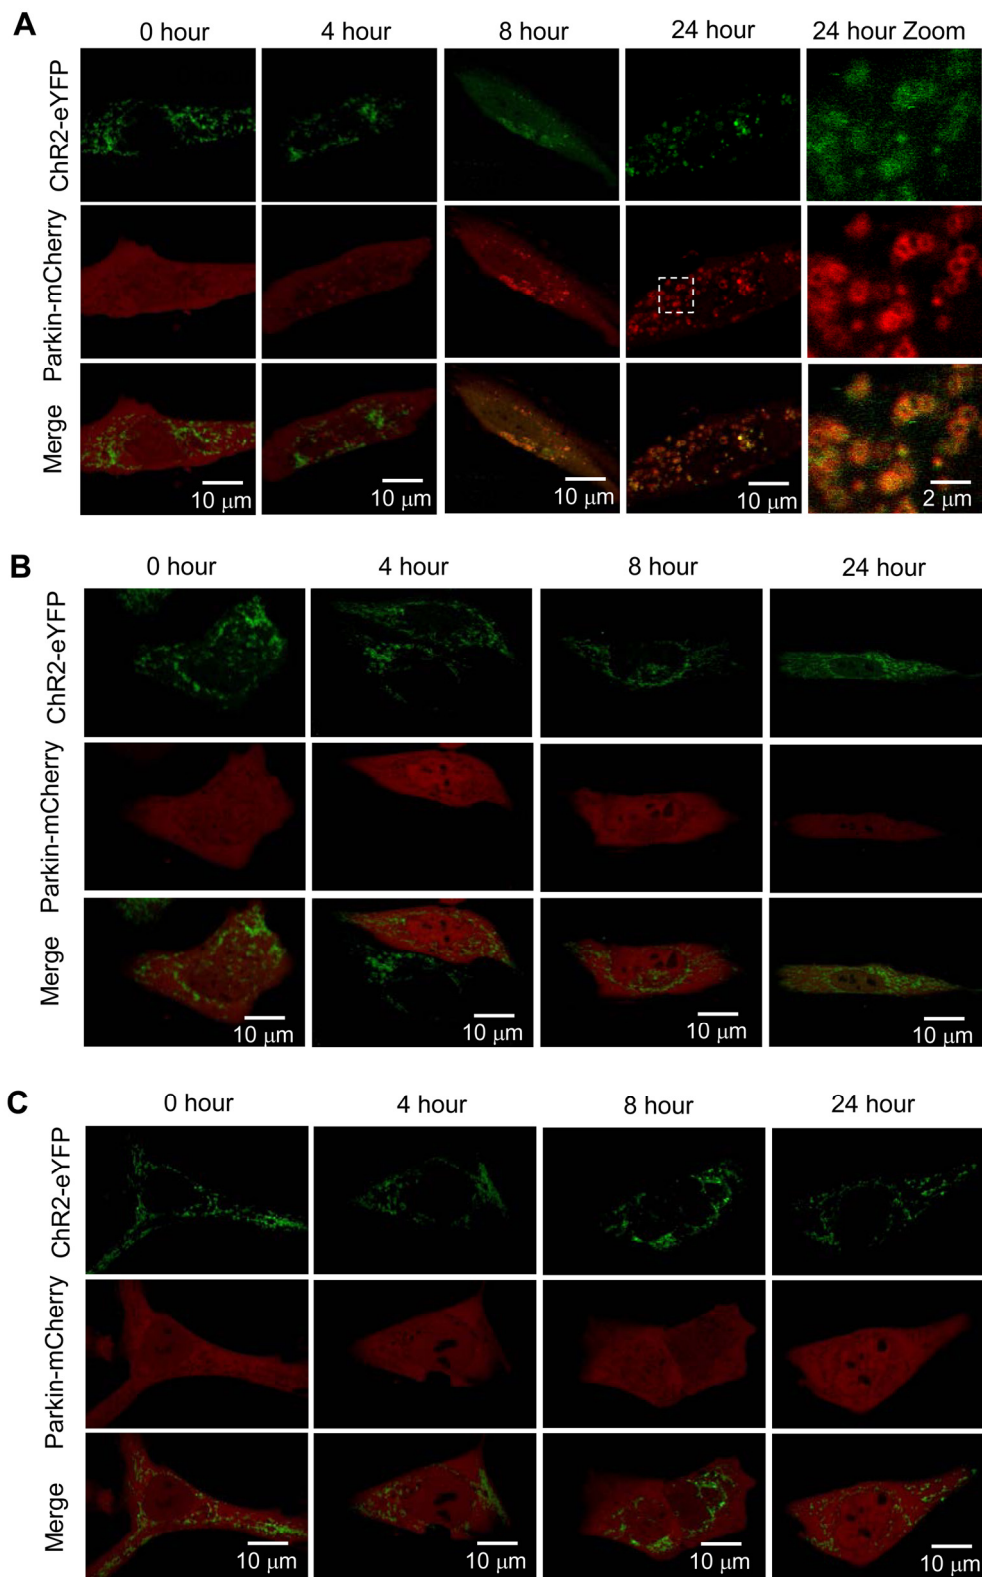 A
0 hour 4 hour 8 hour 24 hour 24 hour Zoom
ChR2-eYFP
Parkin-mCherry
Merge
10 μm 10 μm 10 μm 10 μm 2 μm
B
0 hour 4 hour 8 hour 24 hour
ChR2-eYFP
Parkin-mCherry
Merge
10 μm 10 μm 10 μm 10 μm
C
0 hour 4 hour 8 hour 24 hour
ChR2-eYFP
Parkin-mCherry
Merge
10 μm 10 μm 10 μm 10 μm